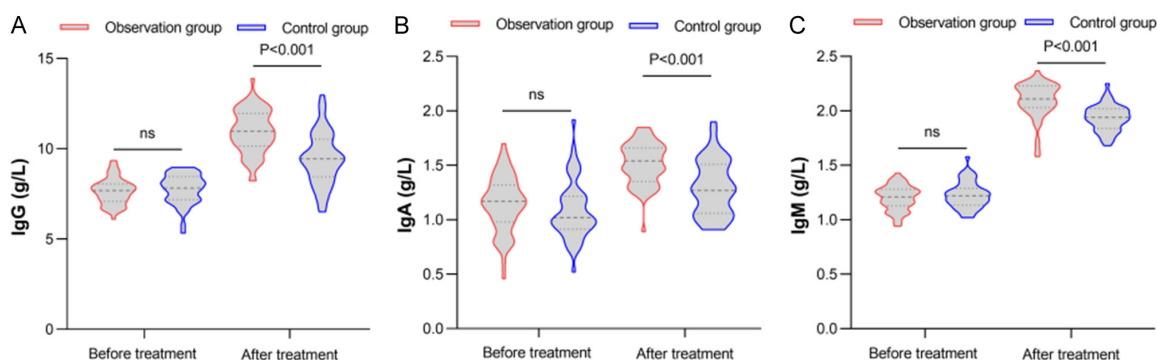 A
Observation group Control group
P<0.001
ns
15
10
5
0
IgG (g/L)
Before treatment After treatment
B
Observation group Control group
P<0.001
ns
2.5
2.0
1.5
1.0
0.5
0.0
IgA (g/L)
Before treatment After treatment
C
Observation group Control group
P<0.001
ns
2.5
2.0
1.5
1.0
0.5
0.0
IgM (g/L)
Before treatment After treatment